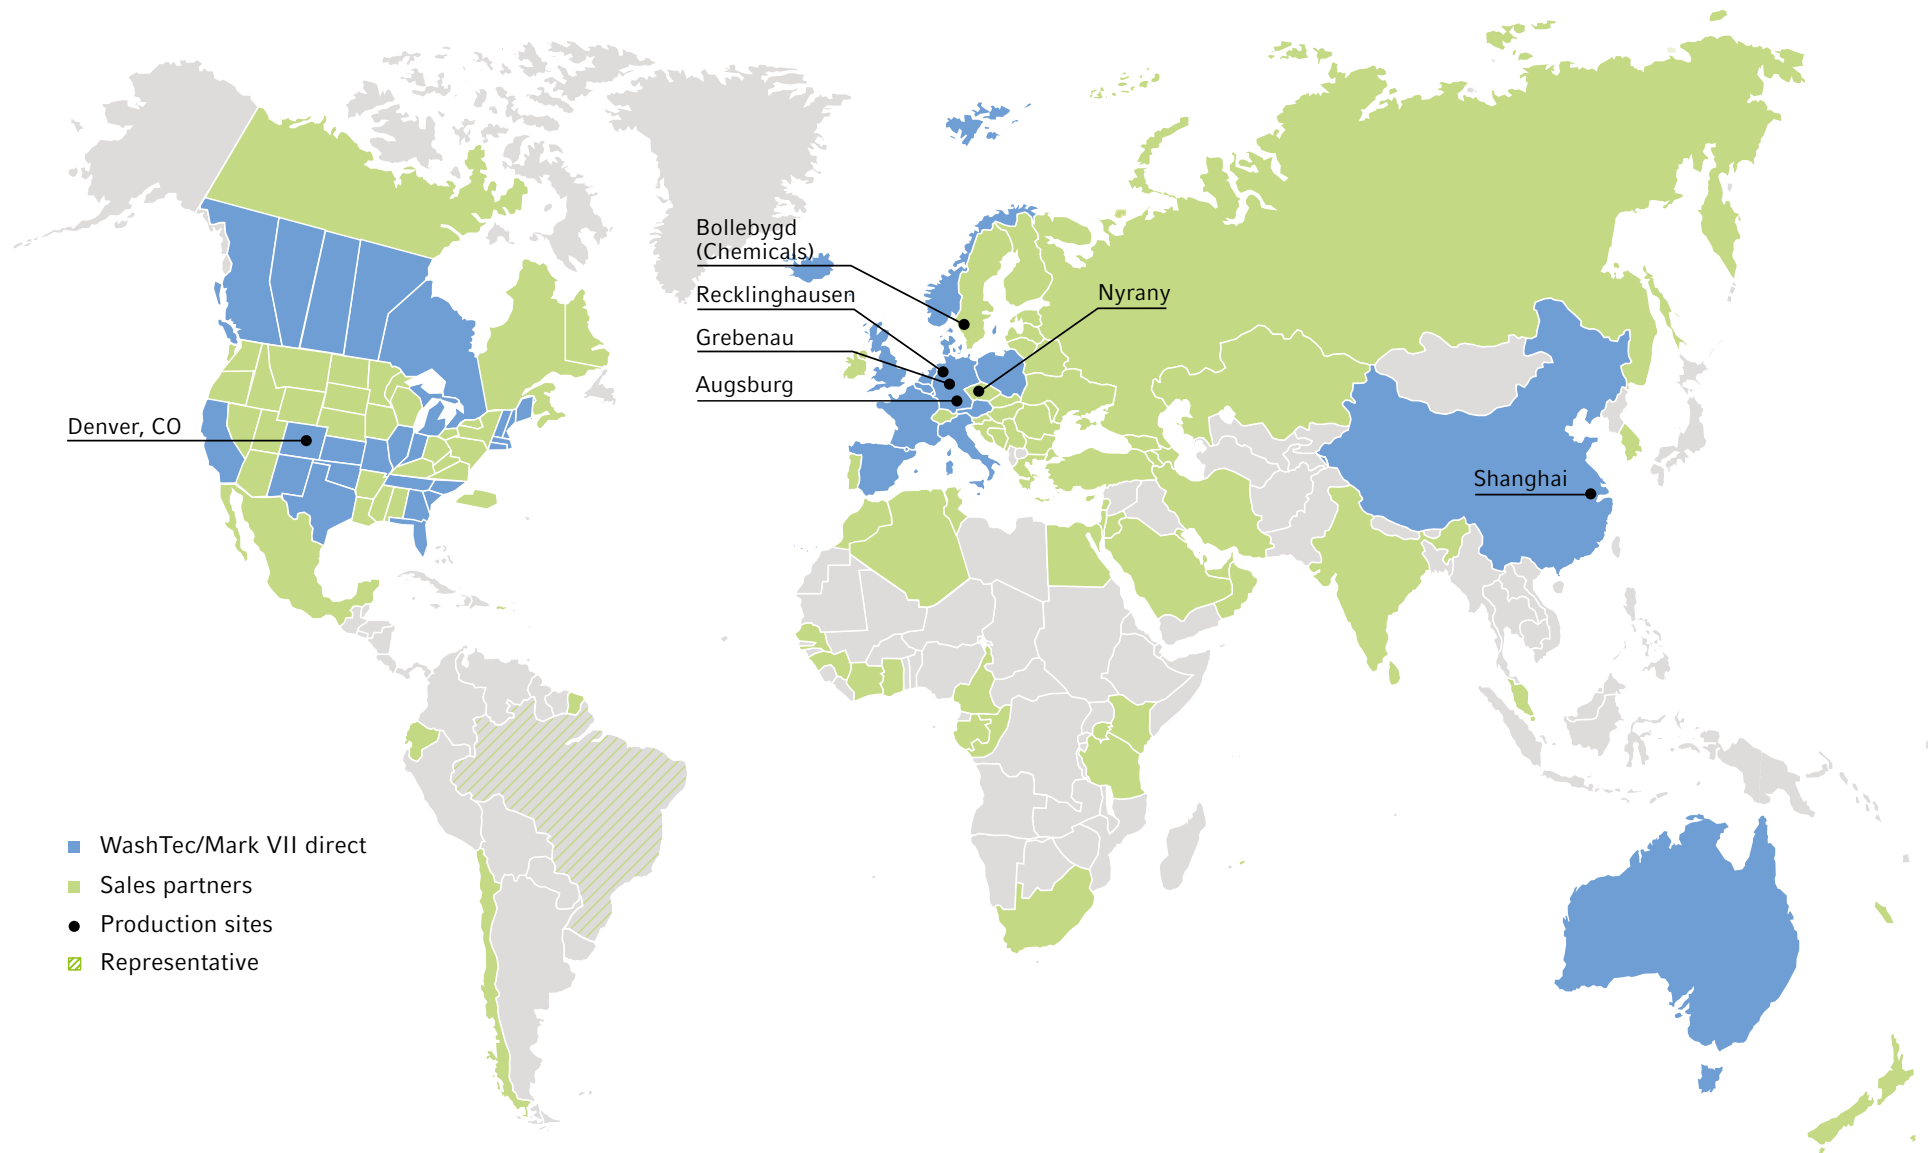 Bollebygd
(Chemicals)
Recklinghausen
Nyrany
Grebenau
Augsburg
Denver, CO
Shanghai
WashTec/Mark VII direct
Sales partners
Production sites
Representative